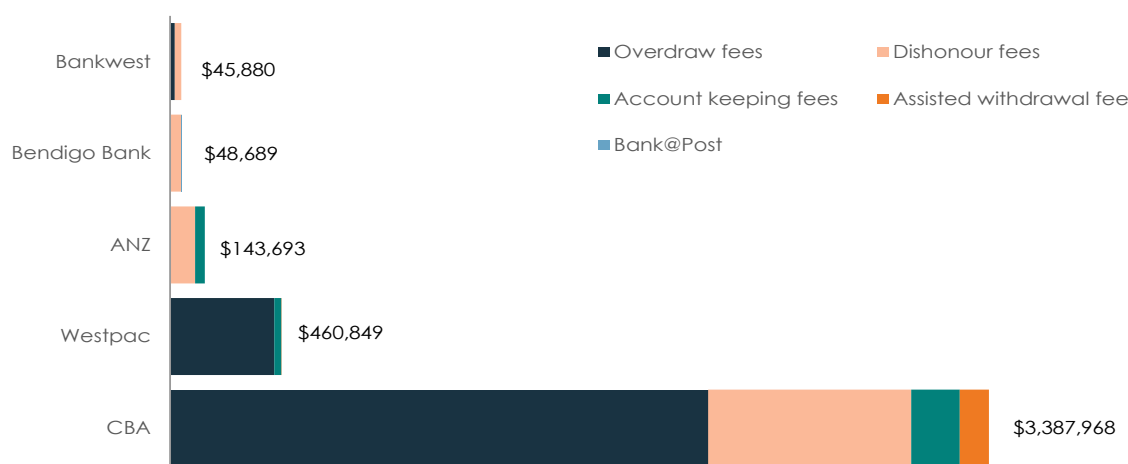 Bankwest
$45,880
Bendigo Bank
$48,689
ANZ
$143,693
Westpac
$460,849
CBA
$3,387,968
Overdraw fees
Dishonour fees
Account keeping fees
Assisted withdrawal fee
Bank@Post